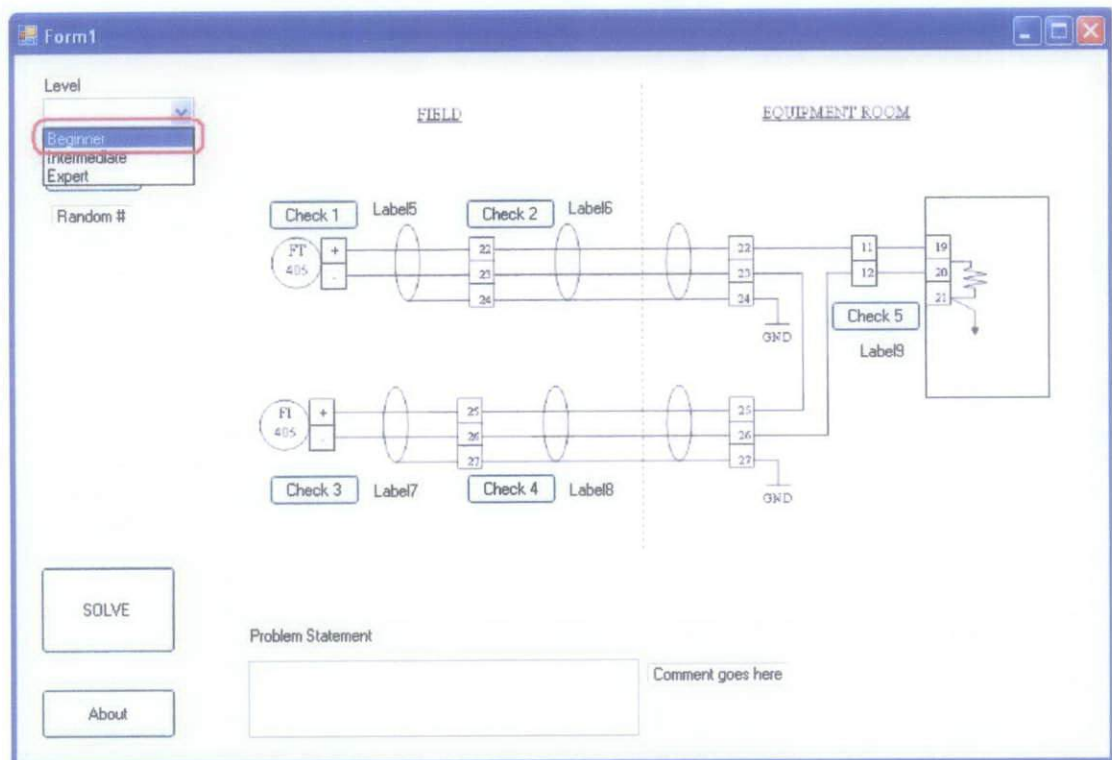 Form1
Level
Beginner
Intermediate
Expert
Random #
FIELD
EQUIPMENT ROOM
Check 1
Label5
Check 2
Label6
FT
405
+
-
22
23
24
22
23
24
GND
11
12
Check 5
Label9
19
20
21
FI
405
+
-
25
26
27
25
26
27
GND
Check 3
Label7
Check 4
Label8
SOLVE
About
Problem Statement
Comment goes here